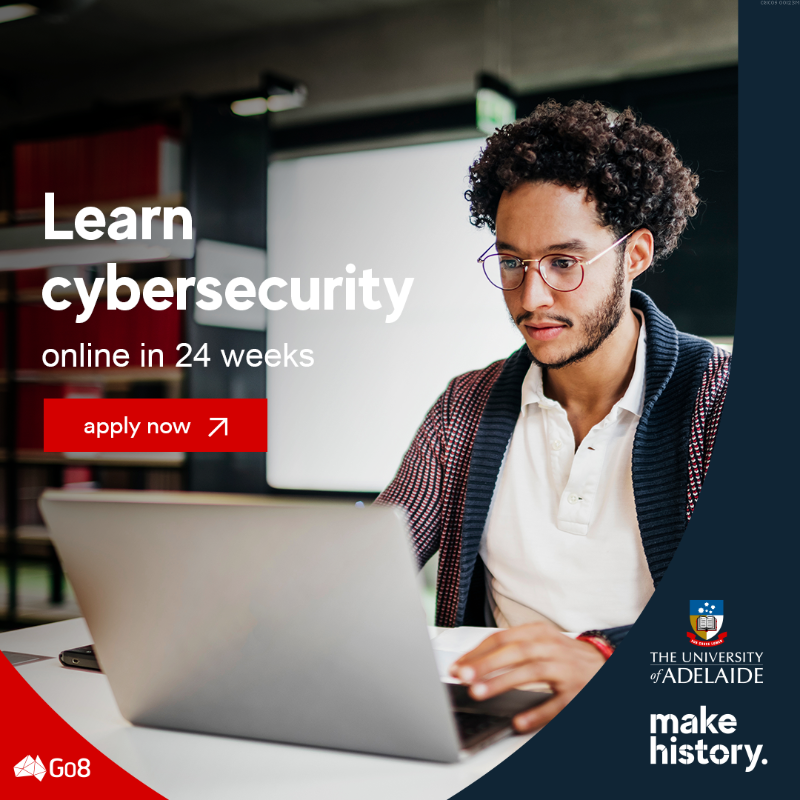 Learn
cybersecurity
online in 24 weeks
apply now
THE UNIVERSITY
of ADELAIDE
make
history.
Go8